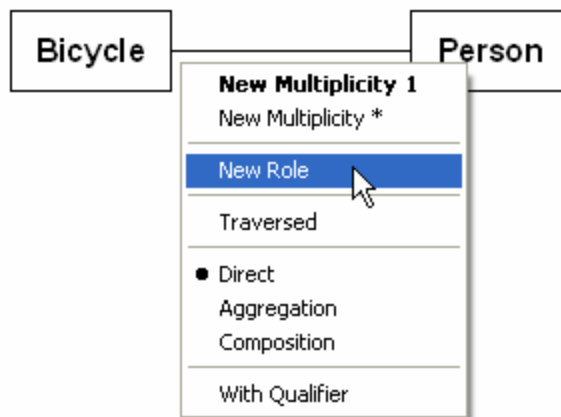 Bicycle
Person
New Multiplicity 1
New Multiplicity *
New Role
Traversed
Direct
Aggregation
Composition
With Qualifier